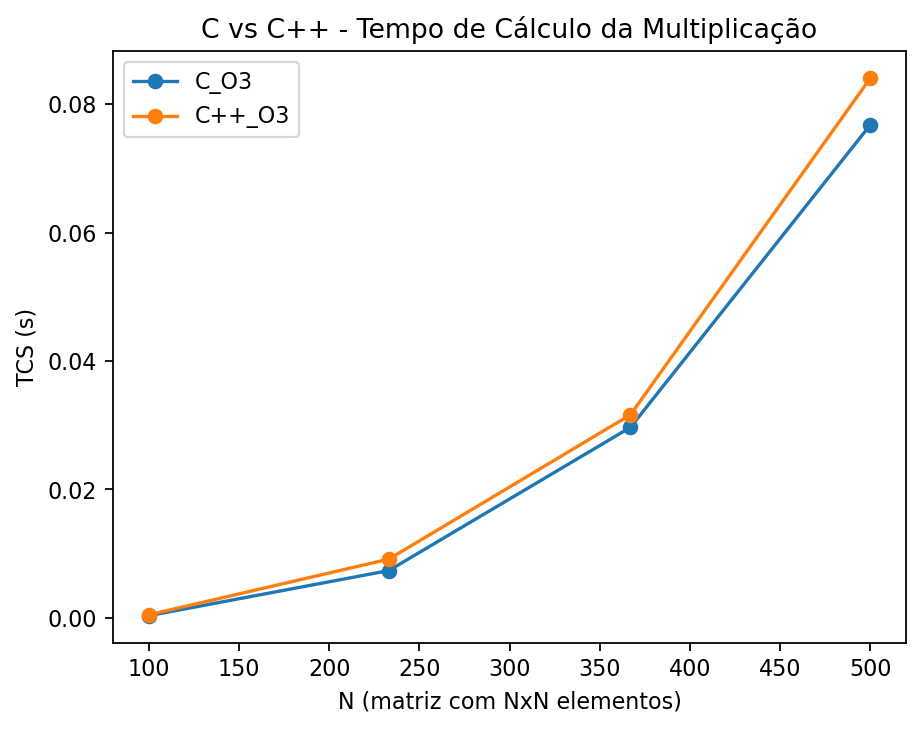 C vs C++ - Tempo de Cálculo da Multiplicação
C_O3
C++_O3
TCS (s)
0.08
0.06
0.04
0.02
0.00
100 150 200 250 300 350 400 450 500
N (matriz com NxN elementos)